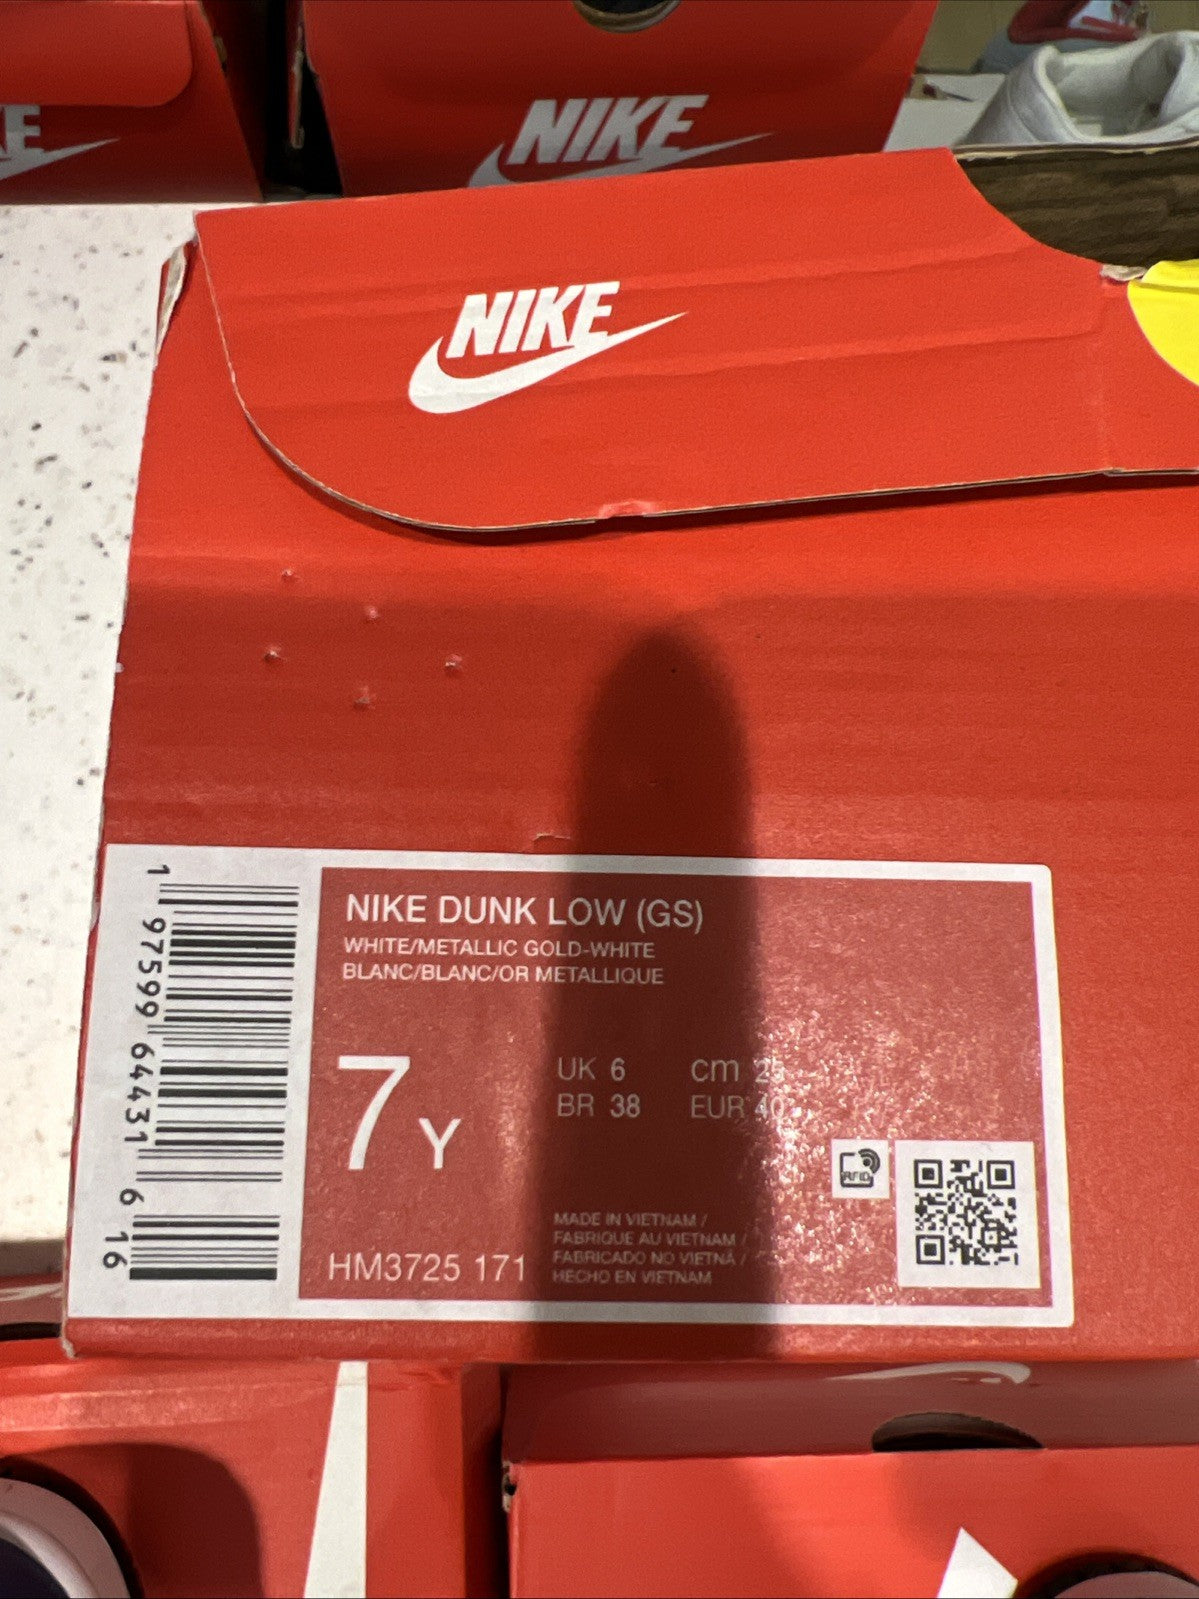 NIKE
NIKE
NIKE DUNK LOW (GS)
WHITE/METALLIC GOLD-WHITE
BLANC/BLANC/OR METALLIQUE
7Y
UK 6 cm 25
BR 38 EUR 40
MADE IN VIETNAM /
FABRIQUE AU VIETNAM /
FABRICADO NO VIETNÃ /
HECHO EN VIETNAM
HM3725 171
RFID
1 97599 64431 6 16